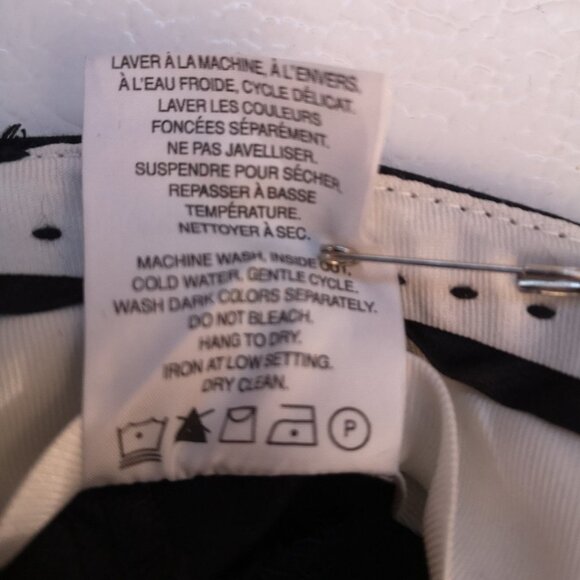 LAVER À LA MACHINE, À L'ENVERS,
À L'EAU FROIDE, CYCLE DÉLICAT.
LAVER LES COULEURS
FONCÉES SÉPARÉMENT.
NE PAS JAVELLISER.
SUSPENDRE POUR SÉCHER.
REPASSER À BASSE
TEMPÉRATURE.
NETTOYER À SEC.
MACHINE WASH, INSIDE OUT,
COLD WATER, GENTLE CYCLE.
WASH DARK COLORS SEPARATELY.
DO NOT BLEACH.
HANG TO DRY.
IRON AT LOW SETTING.
DRY CLEAN.
P